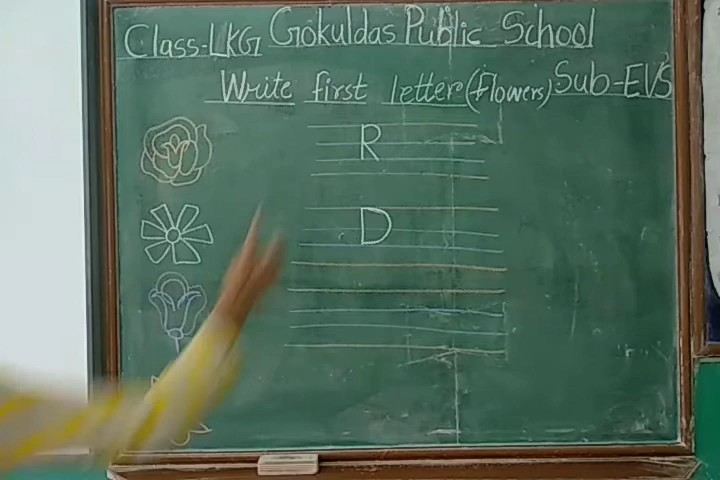 Class-LKG Gokuldas Public School
Write first letter (Flowers) Sub-EVS
R
D